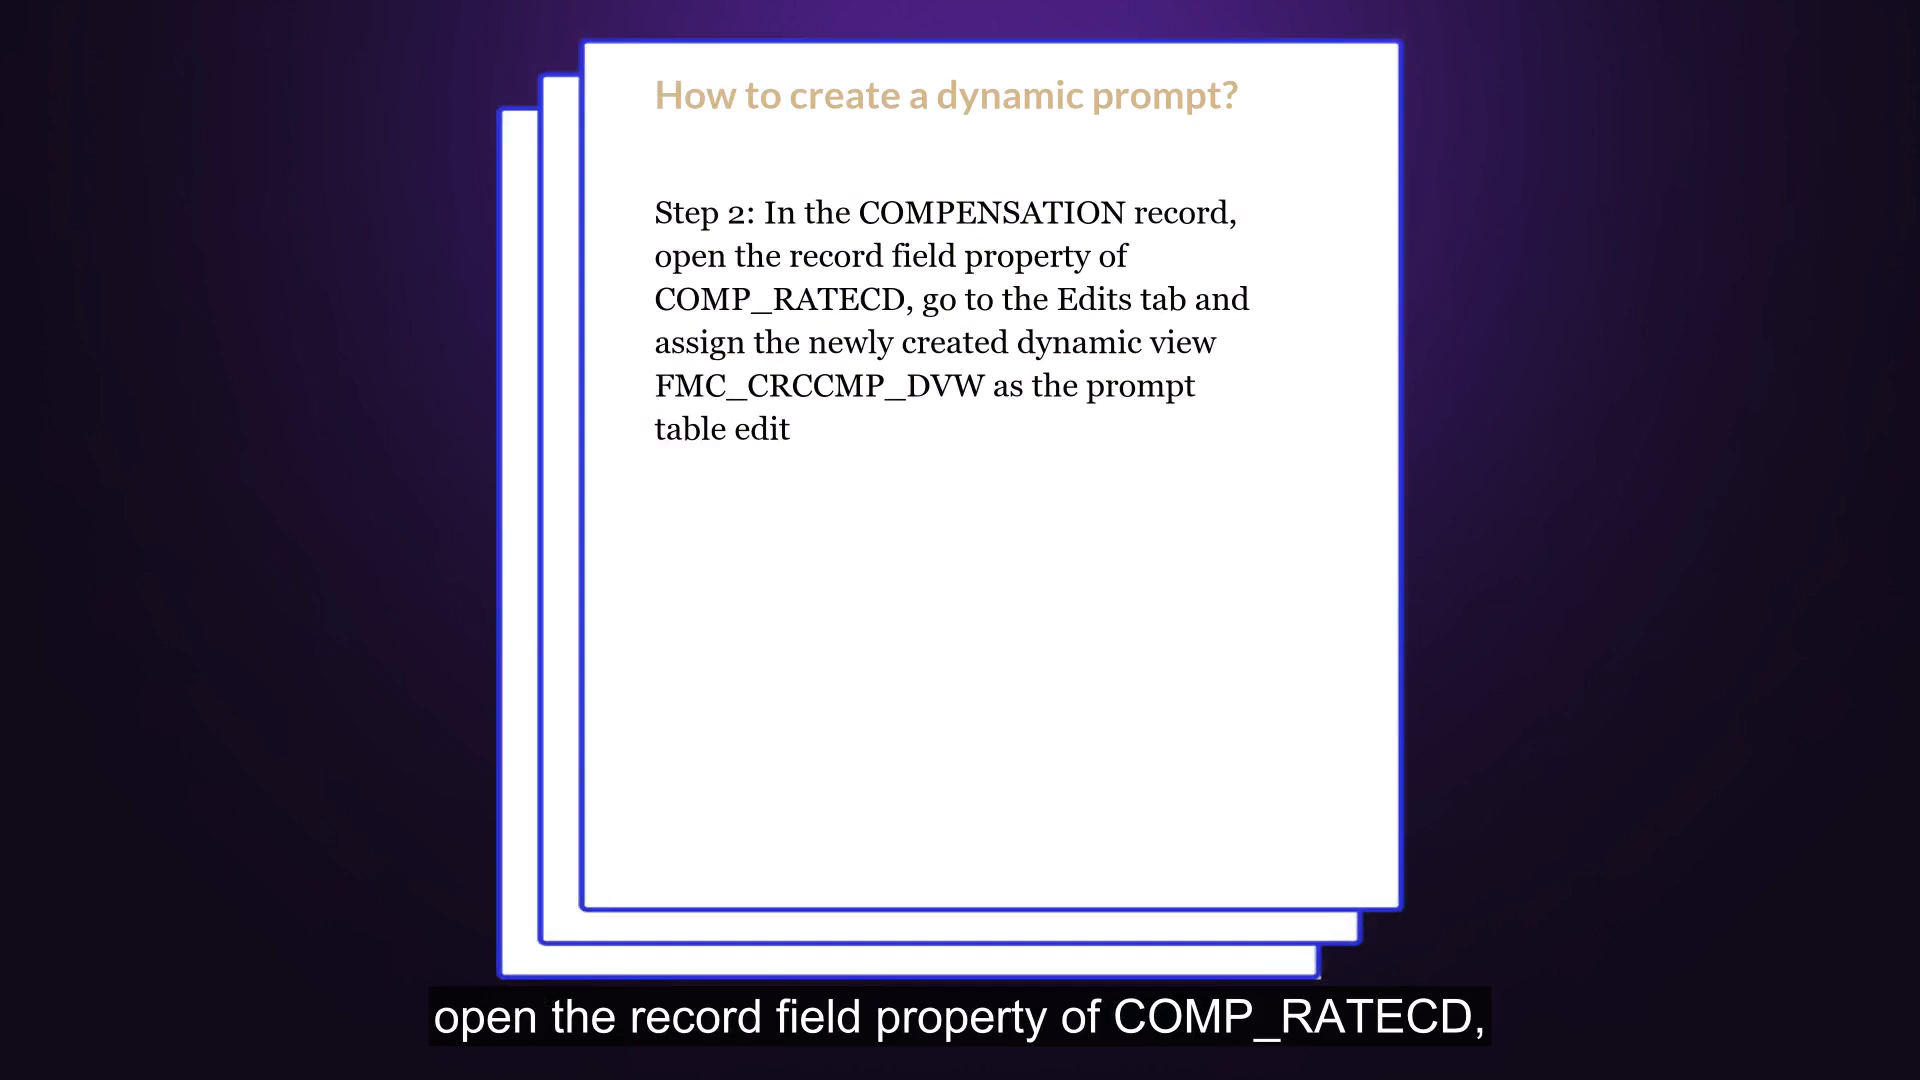 How to create a dynamic prompt?
Step 2: In the COMPENSATION record,
open the record field property of
COMP_RATECD, go to the Edits tab and
assign the newly created dynamic view
FMC_CRCCMP_DVW as the prompt
table edit
open the record field property of COMP_RATECD,